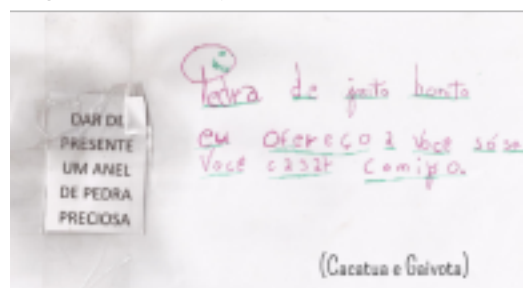 DAR DE
PRESENTE
UM ANEL
DE PEDRA
PRECIOSA
Pedra de jeito bonito
eu ofereço a você só se
você casar comigo.
(Cacatua e Gaivota)